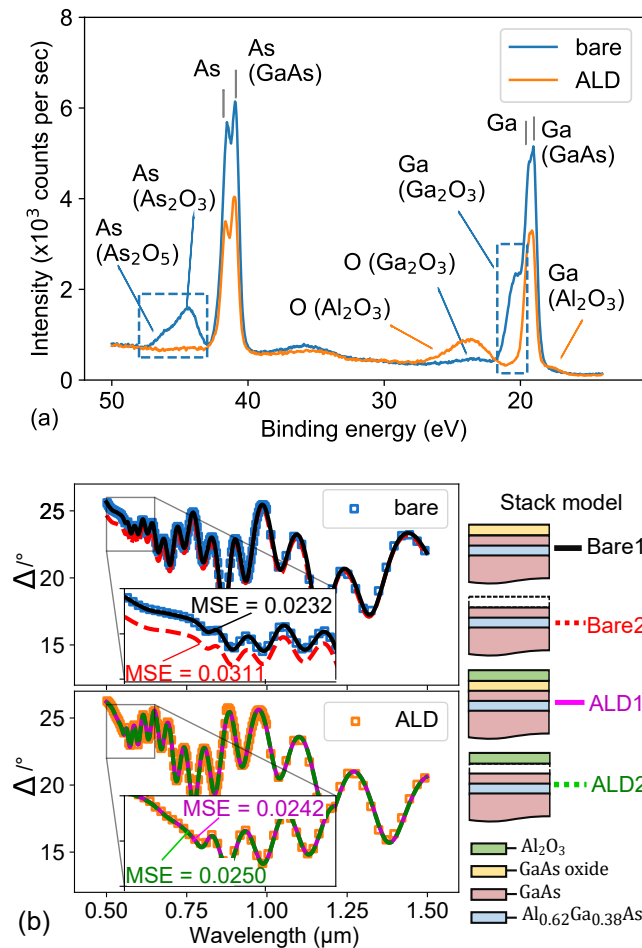 8
6
4
2
0
Intensity (x10³ counts per sec)
bare
ALD
As
As
(GaAs)
Ga
Ga
(GaAs)
As
(As₂O₃)
As
(As₂O₅)
Ga
(Ga₂O₃)
O (Ga₂O₃)
O (Al₂O₃)
Ga
(Al₂O₃)
50
40
30
20
Binding energy (eV)
(a)
25
20
15
Δ/°
bare
MSE = 0.0232
MSE = 0.0311
25
20
15
Δ/°
ALD
MSE = 0.0242
MSE = 0.0250
0.50
0.75
1.00
1.25
1.50
Wavelength (μm)
(b)
Stack model
Bare1
Bare2
ALD1
ALD2
Al₂O₃
GaAs oxide
GaAs
Al₀.₆₂Ga₀.₃₈As